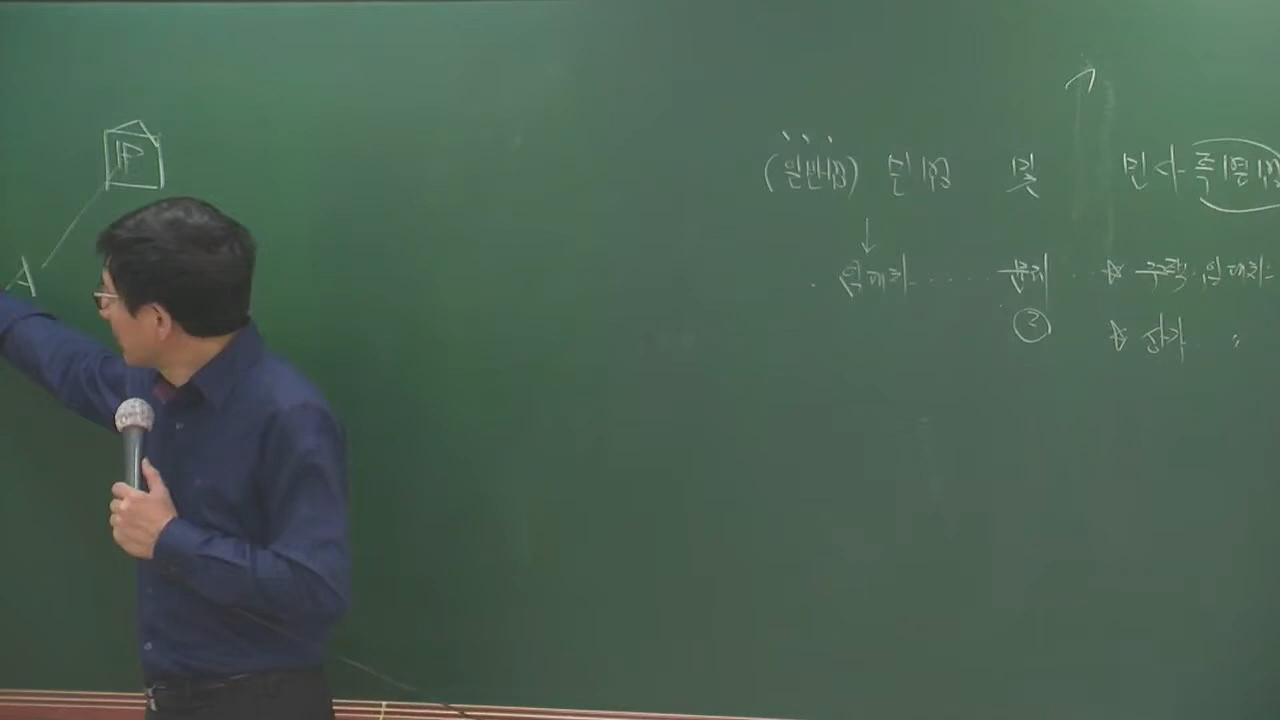 P
A
(일반법) 민법 및 민사특별법
임대차 ... 분리 ... ☆ 주택 임대차
②
☆ 상가 〃